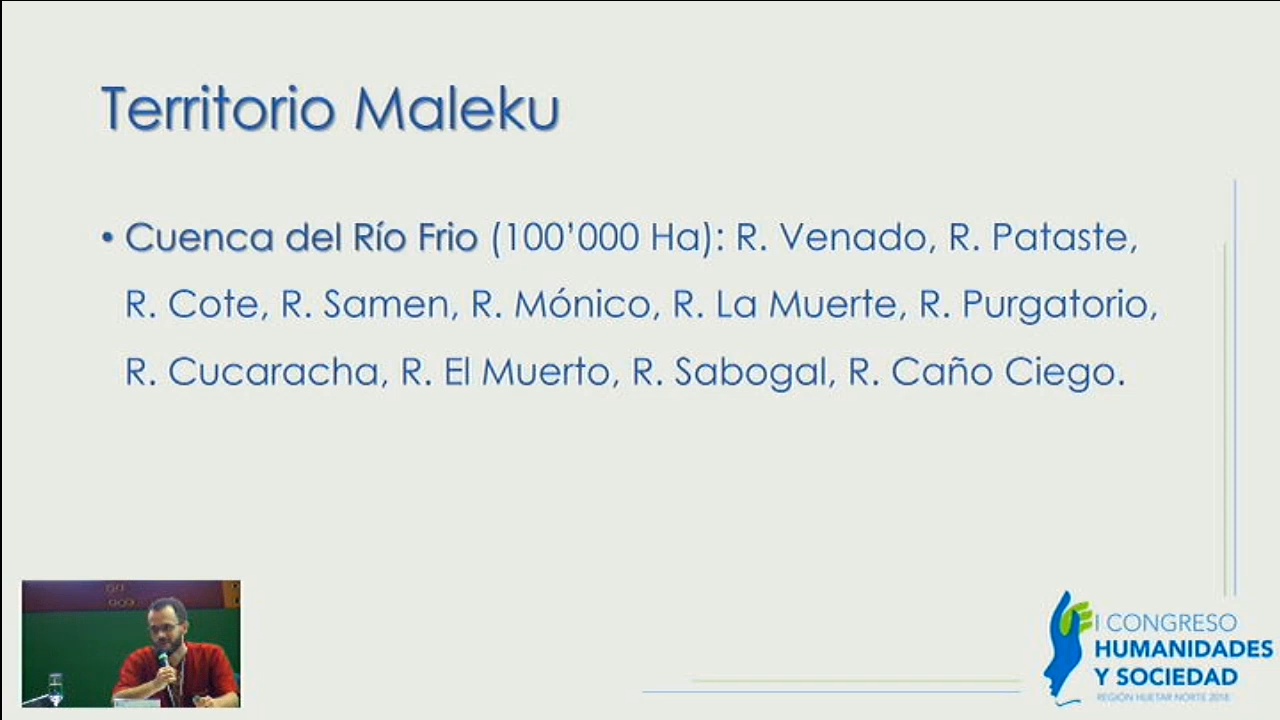 Territorio Maleku
• Cuenca del Río Frio (100’000 Ha): R. Venado, R. Pataste,
R. Cote, R. Samen, R. Mónico, R. La Muerte, R. Purgatorio,
R. Cucaracha, R. El Muerto, R. Sabogal, R. Caño Ciego.
I CONGRESO
HUMANIDADES
Y SOCIEDAD
REGIÓN HUETAR NORTE 2018